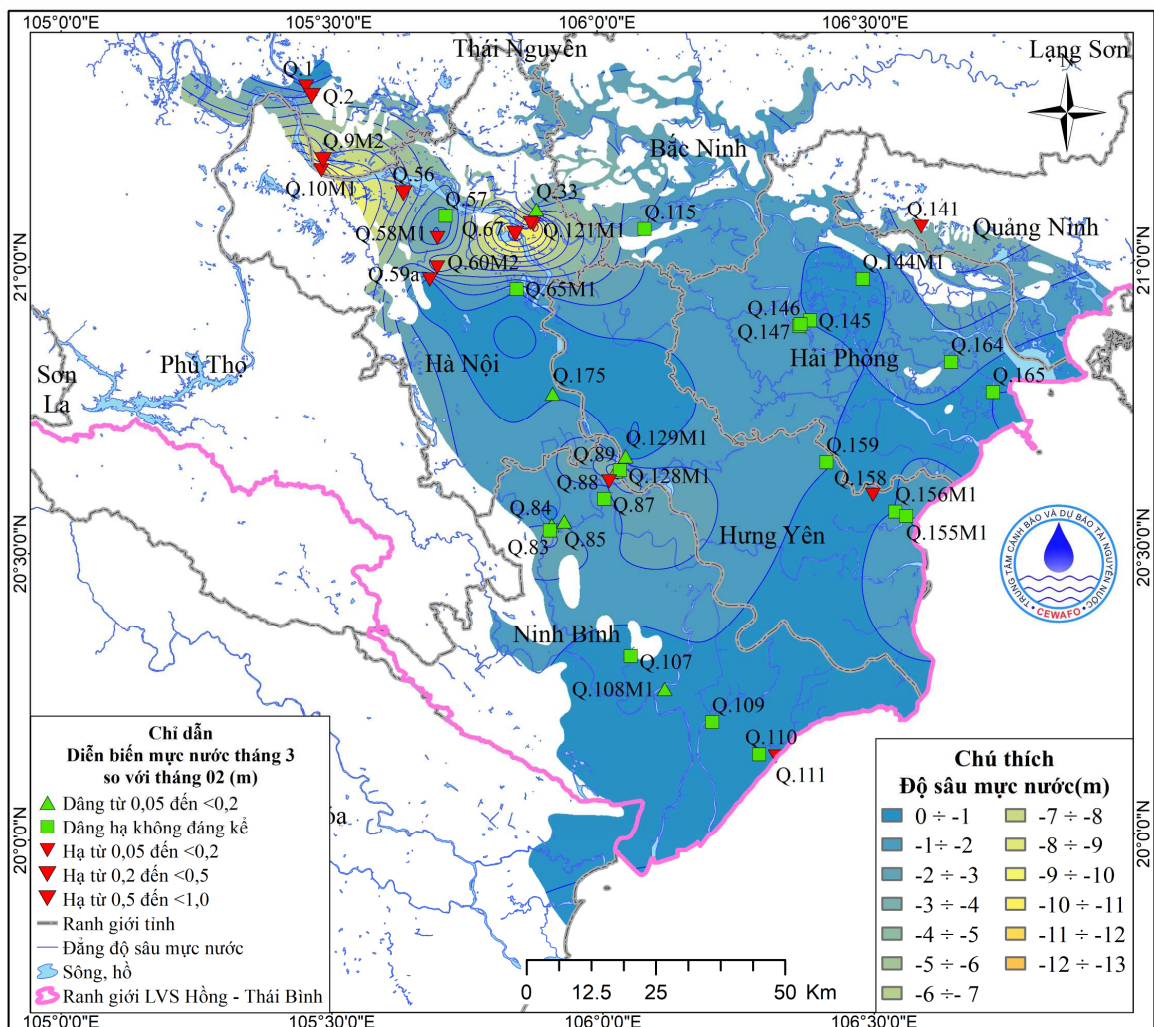 105°0'0"E
105°30'0"E
106°0'0"E
106°30'0"E
Thái Nguyên
Lạng Sơn
N
Q.1
Q.2
Bắc Ninh
Q.9M2
Q.10M1
Q.56
Q.33
Q.57
Q.115
Q.141
Quảng Ninh
Q.67
Q.121M1
Q.58M1
21°0'0"N
21°0'0"N
Q.60M2
Q.59a
Q.144M1
Q.65M1
Q.146
Q.147
Q.145
Hải Phòng
Phú Thọ
Hà Nội
Q.164
Sơn
La
Q.175
Q.165
Q.129M1
Q.89
Q.159
Q.128M1
Q.88
Q.158
Q.87
Q.156M1
Q.84
Q.155M1
Q.85
Q.83
Hưng Yên
20°30'0"N
20°30'0"N
TRUNG TÂM CẢNH BÁO VÀ DỰ BÁO TÀI NGUYÊN NƯỚC
• CEWAFO •
Ninh Bình
Q.107
Q.108M1
Q.109
Q.110
Q.111
20°0'0"N
20°0'0"N
Chỉ dẫn
Diễn biến mực nước tháng 3
so với tháng 02 (m)
Dâng từ 0,05 đến <0,2
Dâng hạ không đáng kể
Hạ từ 0,05 đến <0,2
Hạ từ 0,2 đến <0,5
Hạ từ 0,5 đến <1,0
Ranh giới tỉnh
Đẳng độ sâu mực nước
Sông, hồ
Ranh giới LVS Hồng - Thái Bình
óa
0 12.5 25 50 Km
Chú thích
Độ sâu mực nước(m)
0 ÷ -1
-1÷ -2
-2 ÷ -3
-3 ÷ -4
-4 ÷ -5
-5 ÷ -6
-6 ÷- 7
-7 ÷ -8
-8 ÷ -9
-9 ÷ -10
-10 ÷ -11
-11 ÷ -12
-12 ÷ -13
105°0'0"E
105°30'0"E
106°0'0"E
106°30'0"E